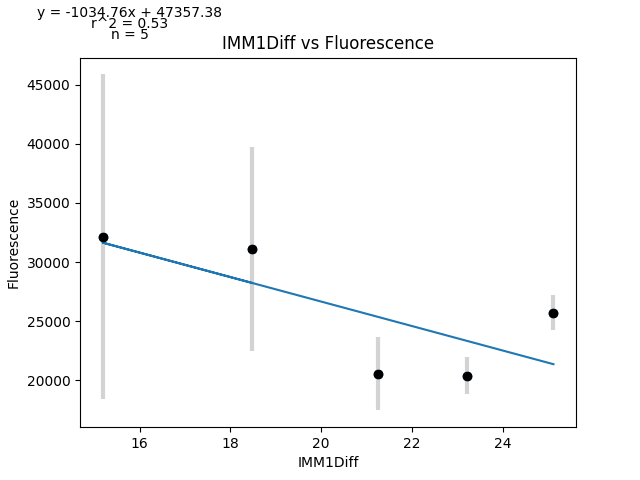 y = -1034.76x + 47357.38
r^2 = 0.53
n = 5
IMM1Diff vs Fluorescence
45000
40000
35000
30000
25000
20000
Fluorescence
16 18 20 22 24
IMM1Diff